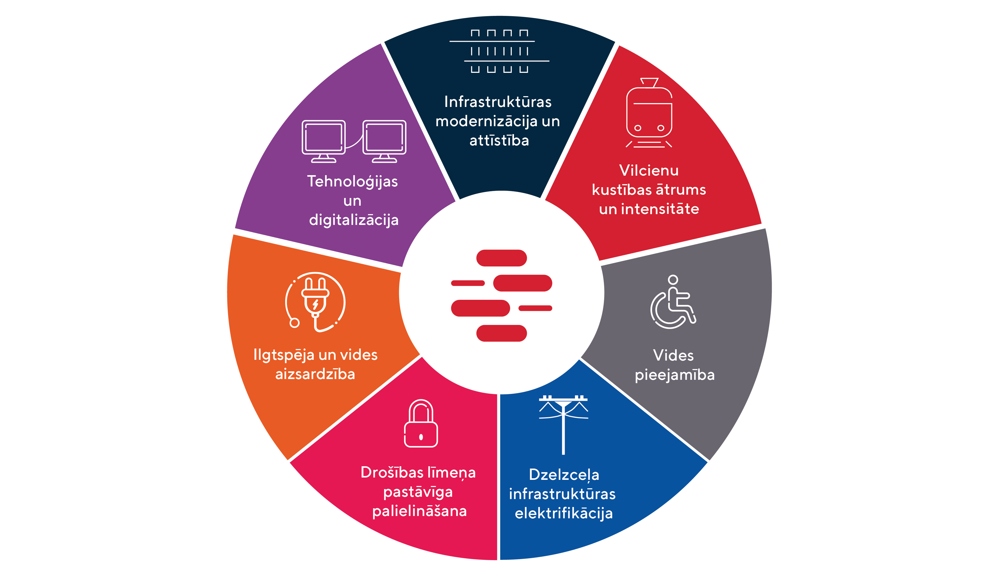 Infrastruktūras
modernizācija un
attīstība
Vilcienu
kustības ātrums
un intensitāte
Vides
pieejamība
Dzelzceļa
infrastruktūras
elektrifikācija
Drošības līmeņa
pastāvīga
palielināšana
Ilgtspēja un vides
aizsardzība
Tehnoloģijas
un
digitalizācija